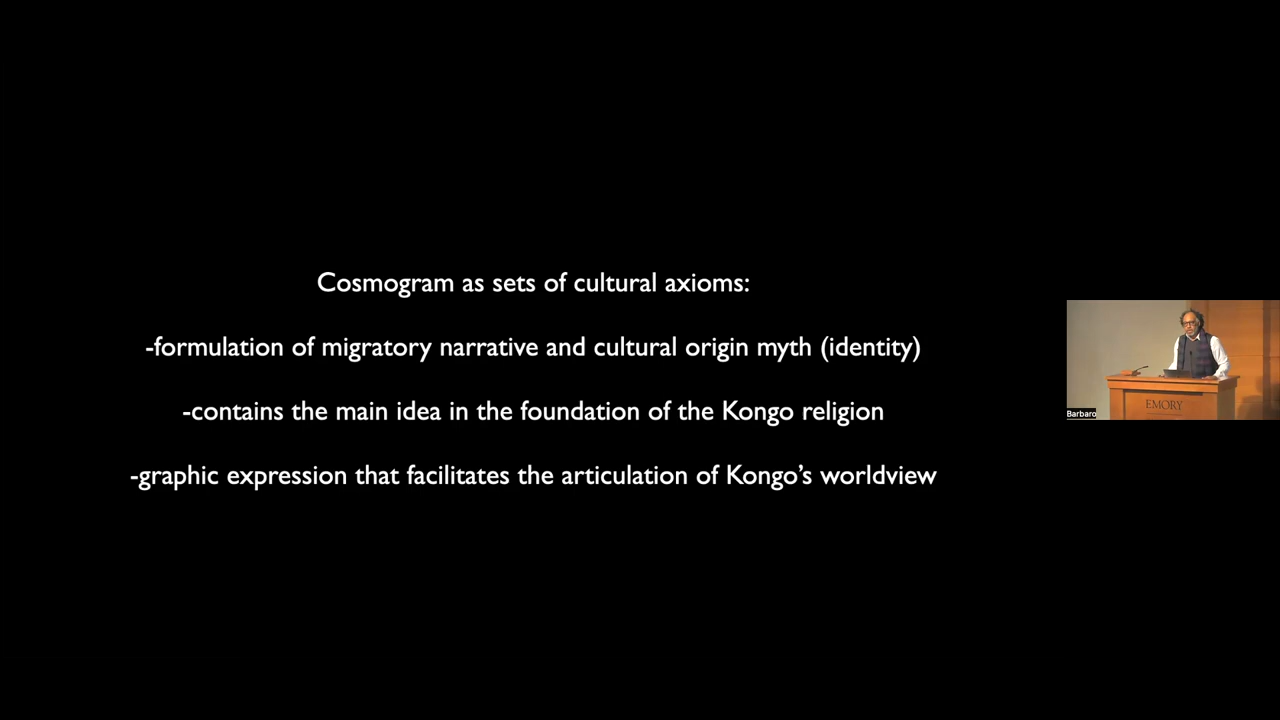 Cosmogram as sets of cultural axioms:
-formulation of migratory narrative and cultural origin myth (identity)
-contains the main idea in the foundation of the Kongo religion
-graphic expression that facilitates the articulation of Kongo’s worldview
EMORY
Barbaro